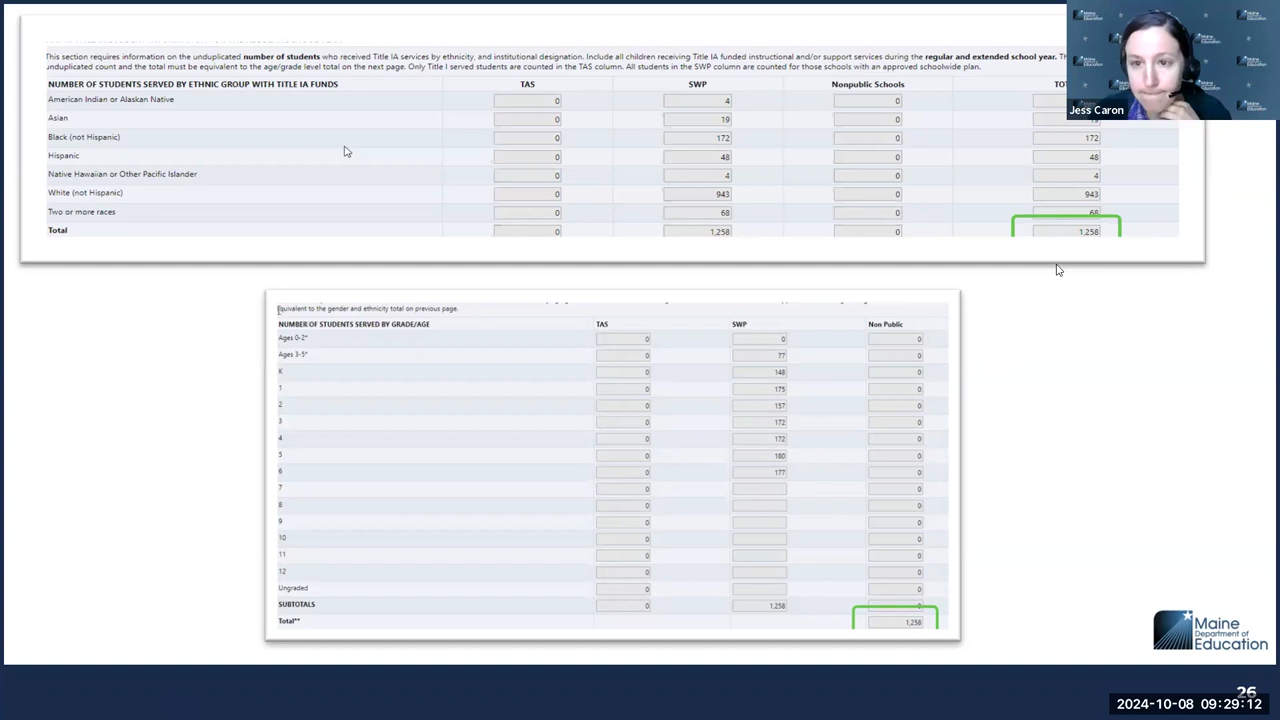 This section requires information on the unduplicated number of students who received Title IA services by ethnicity, and institutional designation. Include all children receiving Title IA funded instructional and/or support services during the regular and extended school year.
unduplicated count and the total must be equivalent to the age/grade level total on the next page. Only Title I served students are counted in the TAS column. All students in the SWP column are counted for those schools with an approved schoolwide plan.
NUMBER OF STUDENTS SERVED BY ETHNIC GROUP WITH TITLE IA FUNDS TAS SWP Nonpublic Schools
American Indian or Alaskan Native 0 4 0
Asian 0 19 0 19
Black (not Hispanic) 0 172 0 172
Hispanic 0 48 0 48
Native Hawaiian or Other Pacific Islander 0 4 0 4
White (not Hispanic) 0 943 0 943
Two or more races 0 68 0 68
Total 0 1,258 0 1,258
Maine
Department of
Education
Jess Caron
Equivalent to the gender and ethnicity total on previous page.
NUMBER OF STUDENTS SERVED BY GRADE/AGE TAS SWP Non Public
Ages 0-2* 0 0 0
Ages 3-5* 0 77 0
K 0 148 0
1 0 175 0
2 0 157 0
3 0 172 0
4 0 172 0
5 0 180 0
6 0 177 0
7 0 0
8 0 0
9 0 0
10 0 0
11 0 0
12 0 0
Ungraded 0 0
SUBTOTALS 0 1,258 0
Total** 1,258
Maine
Department of
Education
26
2024-10-08 09:29:12